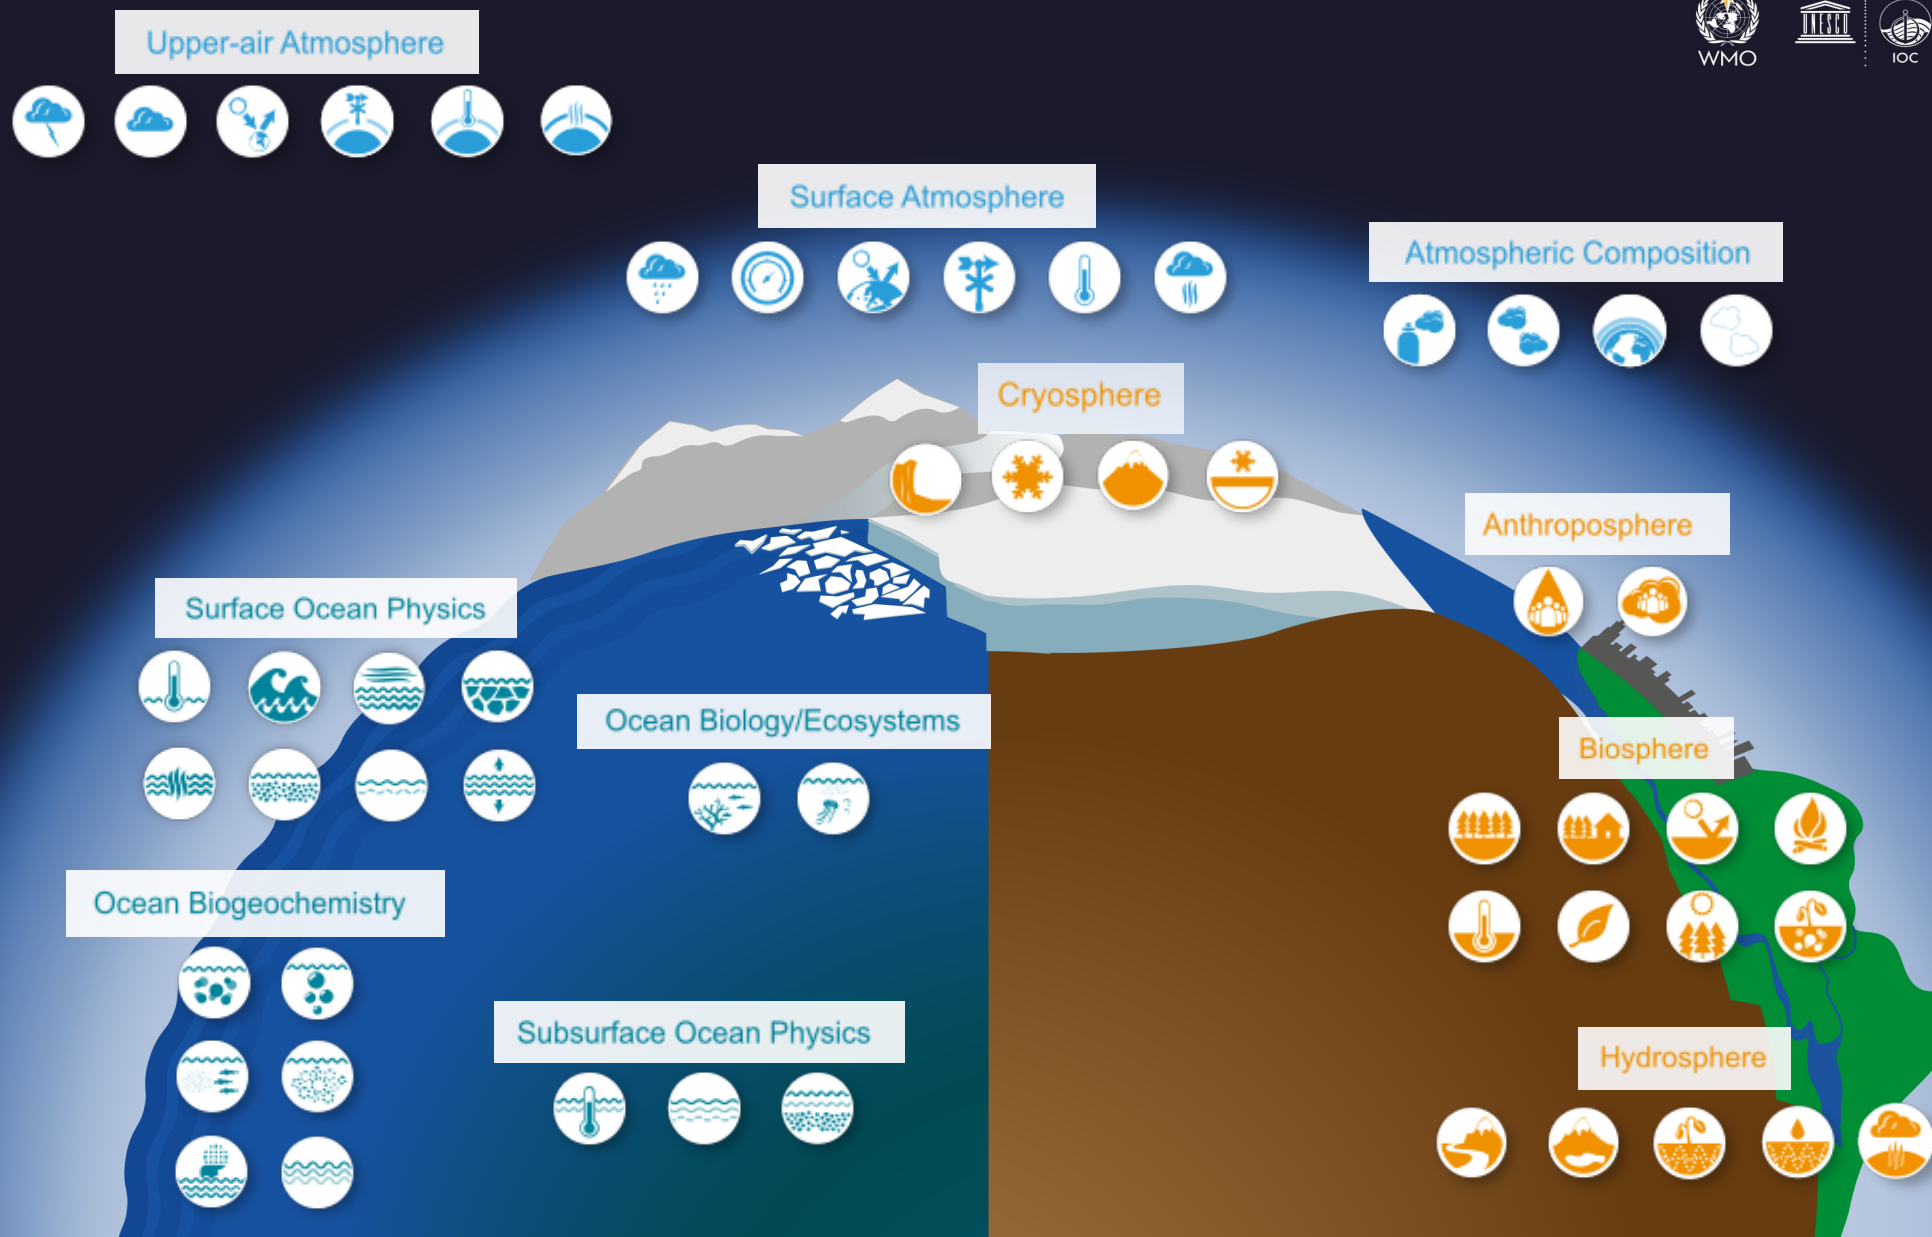 Upper-air Atmosphere
WMO
UNESCO
IOC
Surface Atmosphere
Atmospheric Composition
Cryosphere
Anthroposphere
Surface Ocean Physics
Ocean Biology/Ecosystems
Biosphere
Ocean Biogeochemistry
Subsurface Ocean Physics
Hydrosphere